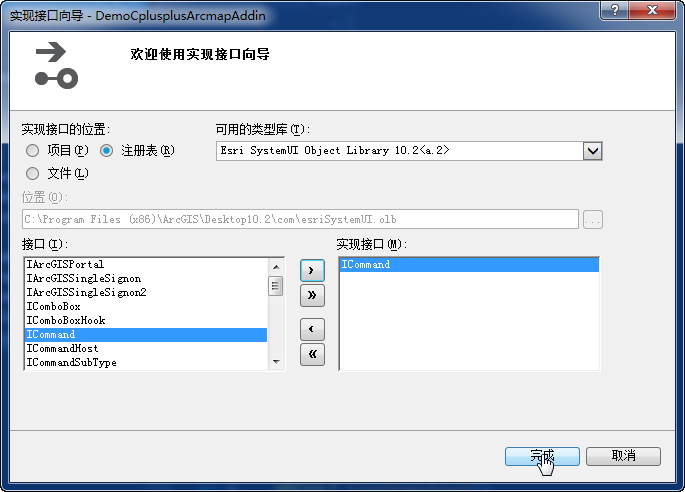 实现接口向导 - DemoCplusplusArcmapAddin
欢迎使用实现接口向导
实现接口的位置:
项目(P) 注册表(R)
文件(L)
可用的类型库(T):
Esri SystemUI Object Library 10.2<a.2>
位置(O):
C:\Program Files (x86)\ArcGIS\Desktop10.2\com\esriSystemUI.olb
...
接口(I):
IArcGISPortal
IArcGISSingleSignon
IArcGISSingleSignon2
IComboBox
IComboBoxHook
ICommand
ICommandHost
ICommandSubType
>
»
<
«
实现接口(M):
ICommand
完成
取消